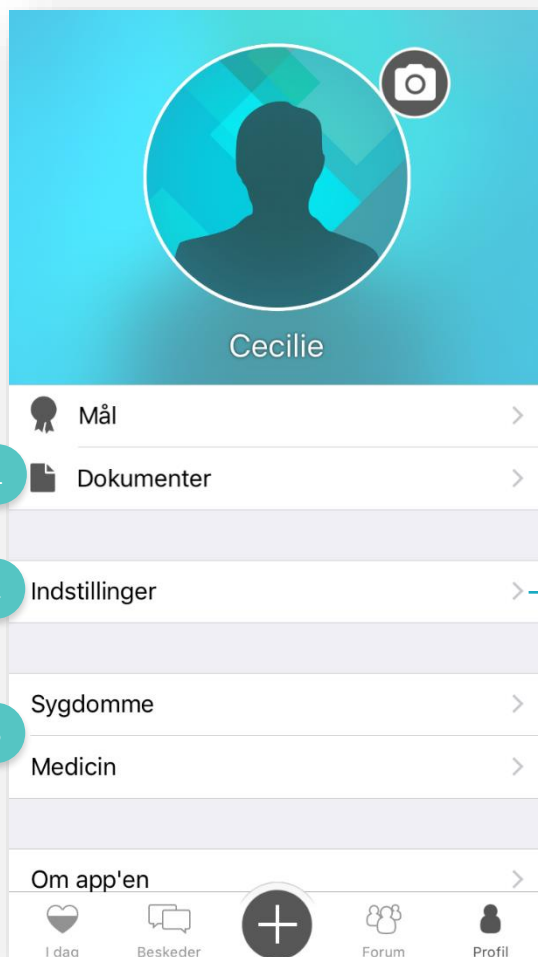 Cecilie
Mål
Dokumenter
Indstillinger
Sygdomme
Medicin
Om app'en
I dag
Beskeder
Forum
Profil